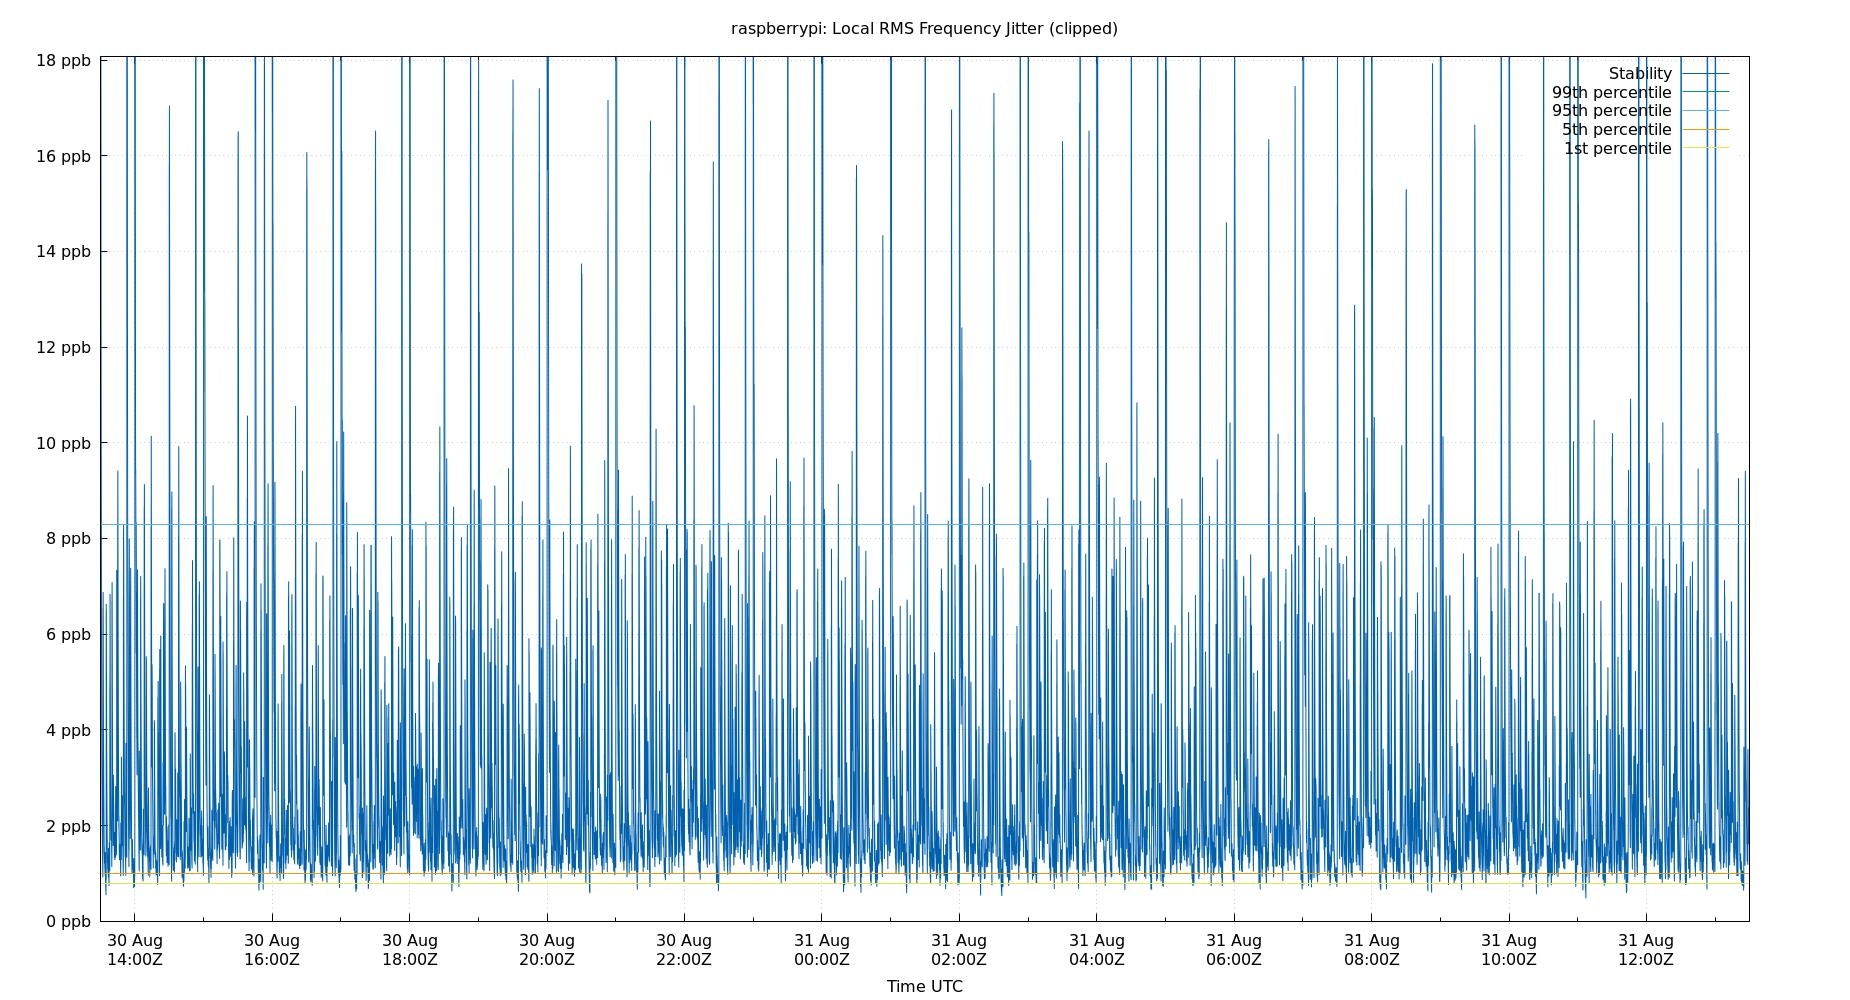 raspberrypi: Local RMS Frequency Jitter (clipped)
18 ppb
16 ppb
14 ppb
12 ppb
10 ppb
8 ppb
6 ppb
4 ppb
2 ppb
0 ppb
Stability
99th percentile
95th percentile
5th percentile
1st percentile
30 Aug
14:00Z
30 Aug
16:00Z
30 Aug
18:00Z
30 Aug
20:00Z
30 Aug
22:00Z
31 Aug
00:00Z
31 Aug
02:00Z
31 Aug
04:00Z
31 Aug
06:00Z
31 Aug
08:00Z
31 Aug
10:00Z
31 Aug
12:00Z
Time UTC